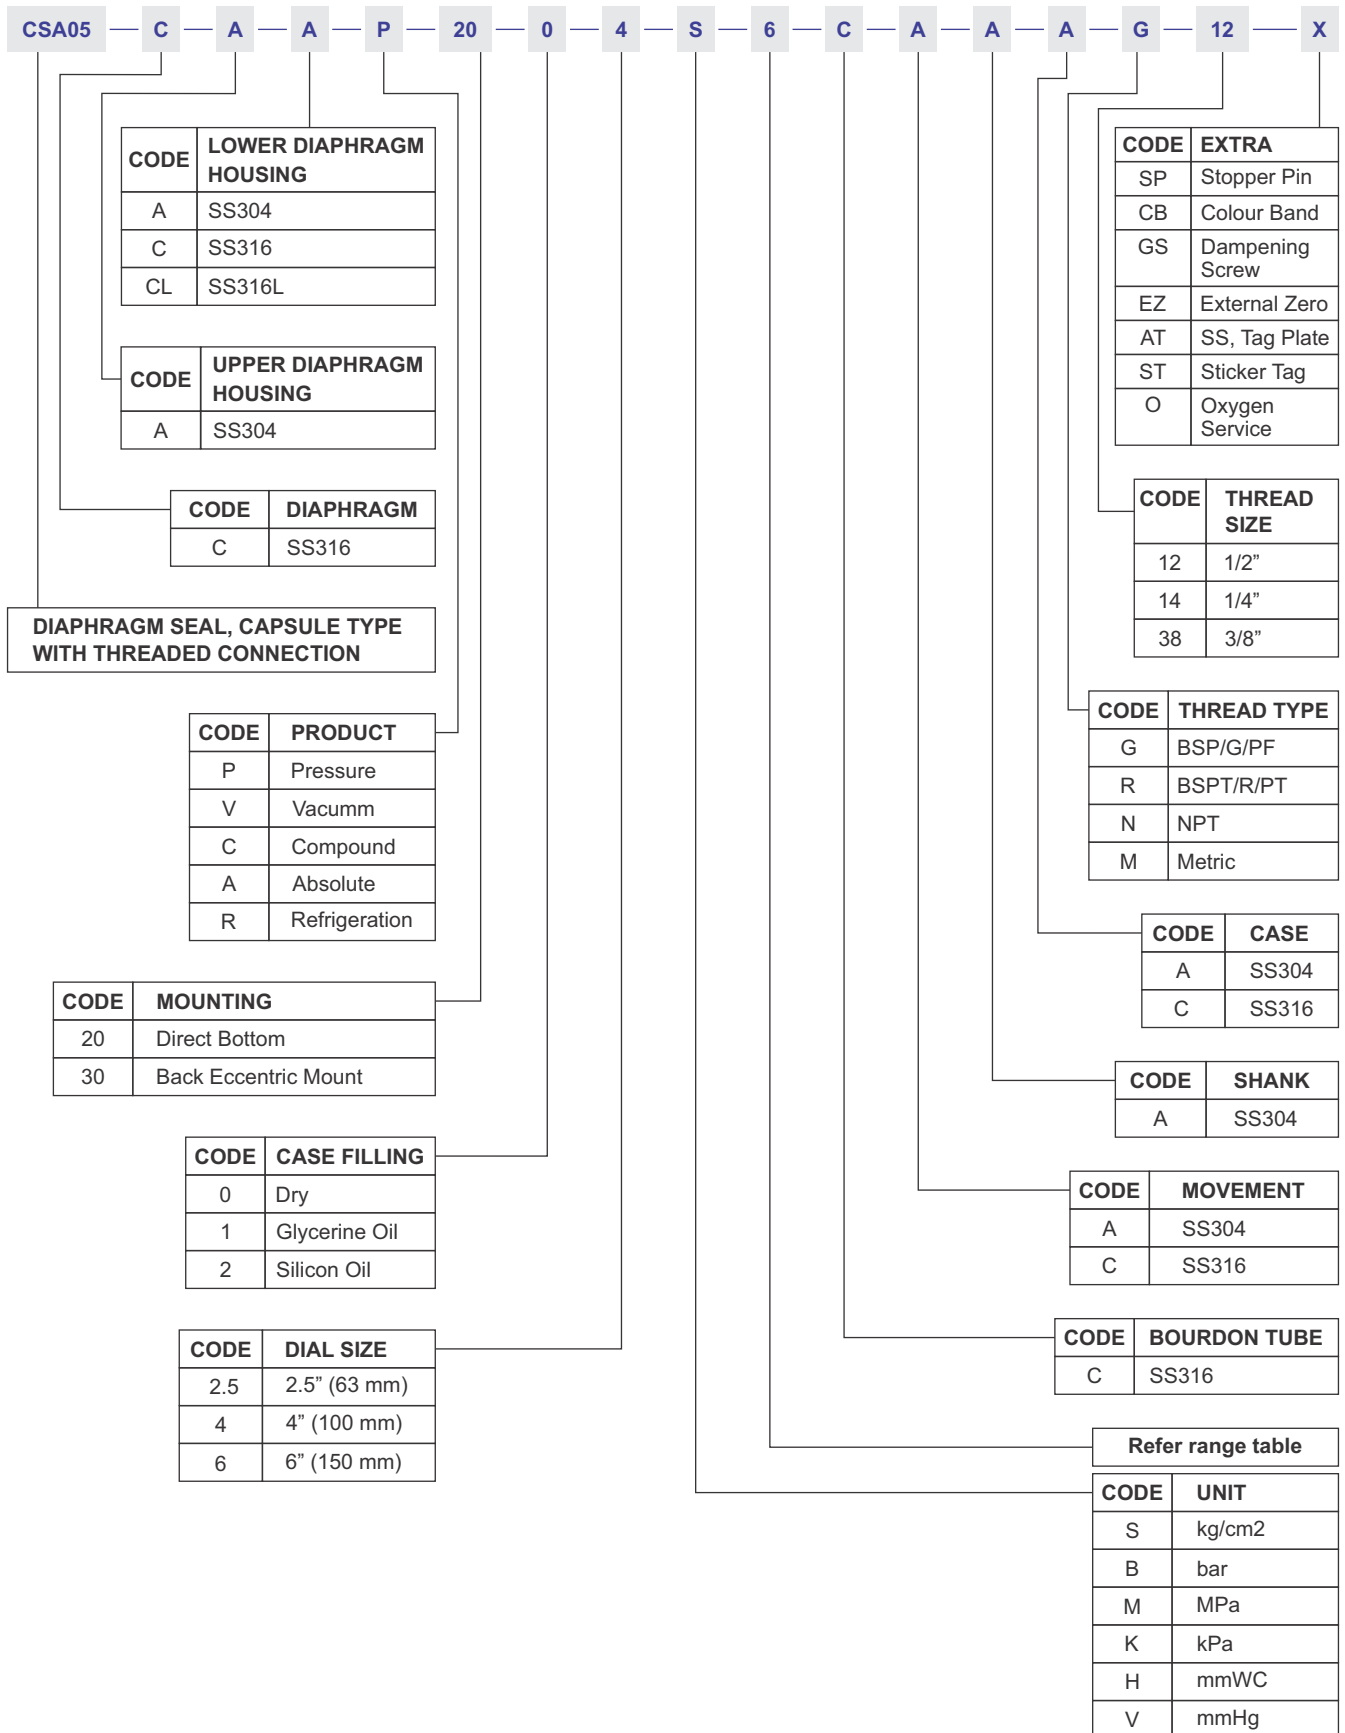 CSA05 — C — A — A — P — 20 — 0 — 4 — S — 6 — C — A — A — A — G — 12 — X
CODE LOWER DIAPHRAGM
HOUSING
A SS304
C SS316
CL SS316L
CODE UPPER DIAPHRAGM
HOUSING
A SS304
CODE DIAPHRAGM
C SS316
DIAPHRAGM SEAL, CAPSULE TYPE
WITH THREADED CONNECTION
CODE PRODUCT
P Pressure
V Vacumm
C Compound
A Absolute
R Refrigeration
CODE MOUNTING
20 Direct Bottom
30 Back Eccentric Mount
CODE CASE FILLING
0 Dry
1 Glycerine Oil
2 Silicon Oil
CODE DIAL SIZE
2.5 2.5” (63 mm)
4 4” (100 mm)
6 6” (150 mm)
CODE EXTRA
SP Stopper Pin
CB Colour Band
GS Dampening
Screw
EZ External Zero
AT SS, Tag Plate
ST Sticker Tag
O Oxygen
Service
CODE THREAD
SIZE
12 1/2”
14 1/4”
38 3/8”
CODE THREAD TYPE
G BSP/G/PF
R BSPT/R/PT
N NPT
M Metric
CODE CASE
A SS304
C SS316
CODE SHANK
A SS304
CODE MOVEMENT
A SS304
C SS316
CODE BOURDON TUBE
C SS316
Refer range table
CODE UNIT
S kg/cm2
B bar
M MPa
K kPa
H mmWC
V mmHg